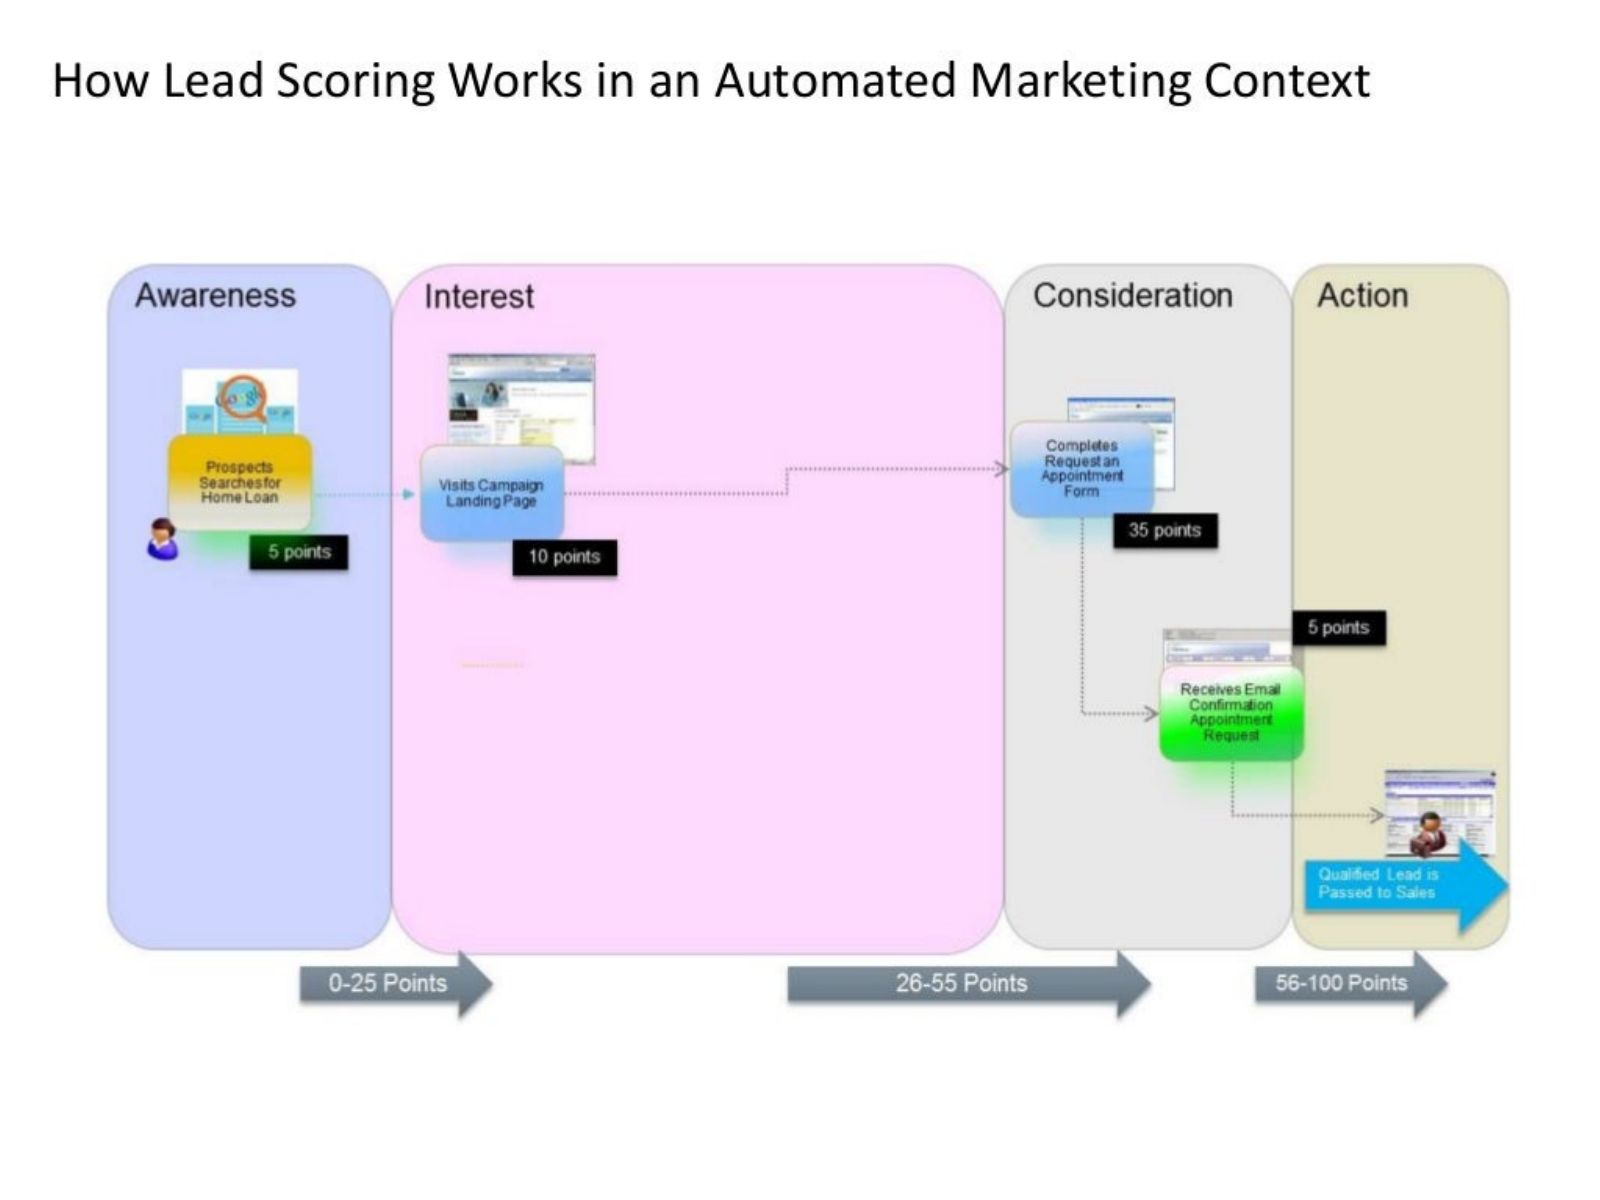 How Lead Scoring Works in an Automated Marketing Context
Awareness
Interest
Consideration
Action
Google
Prospects
Searches for
Home Loan
5 points
Visits Campaign
Landing Page
10 points
Completes
Request an
Appointment
Form
35 points
5 points
Receives Email
Confirmation
Appointment
Request
Qualified Lead is
Passed to Sales
0-25 Points
26-55 Points
56-100 Points